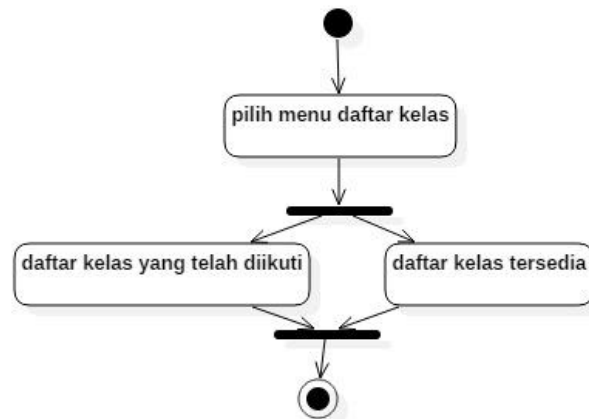 pilih menu daftar kelas
daftar kelas yang telah diikuti
daftar kelas tersedia